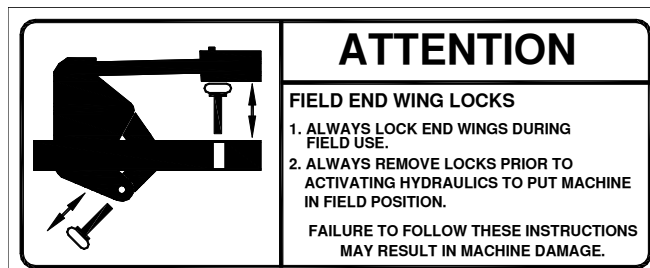 ATTENTION
FIELD END WING LOCKS
1. ALWAYS LOCK END WINGS DURING
FIELD USE.
2. ALWAYS REMOVE LOCKS PRIOR TO
ACTIVATING HYDRAULICS TO PUT MACHINE
IN FIELD POSITION.
FAILURE TO FOLLOW THESE INSTRUCTIONS
MAY RESULT IN MACHINE DAMAGE.